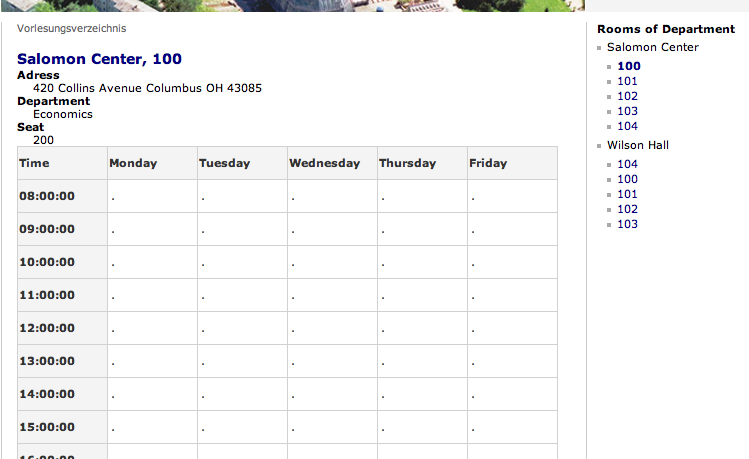 Vorlesungsverzeichnis
Salomon Center, 100
Adress
420 Collins Avenue Columbus OH 43085
Department
Economics
Seat
200
Time Monday Tuesday Wednesday Thursday Friday
08:00:00 . . . . .
09:00:00 . . . . .
10:00:00 . . . . .
11:00:00 . . . . .
12:00:00 . . . . .
13:00:00 . . . . .
14:00:00 . . . . .
15:00:00 . . . . .
16:00:00
Rooms of Department
Salomon Center
100
101
102
103
104
Wilson Hall
104
100
101
102
103